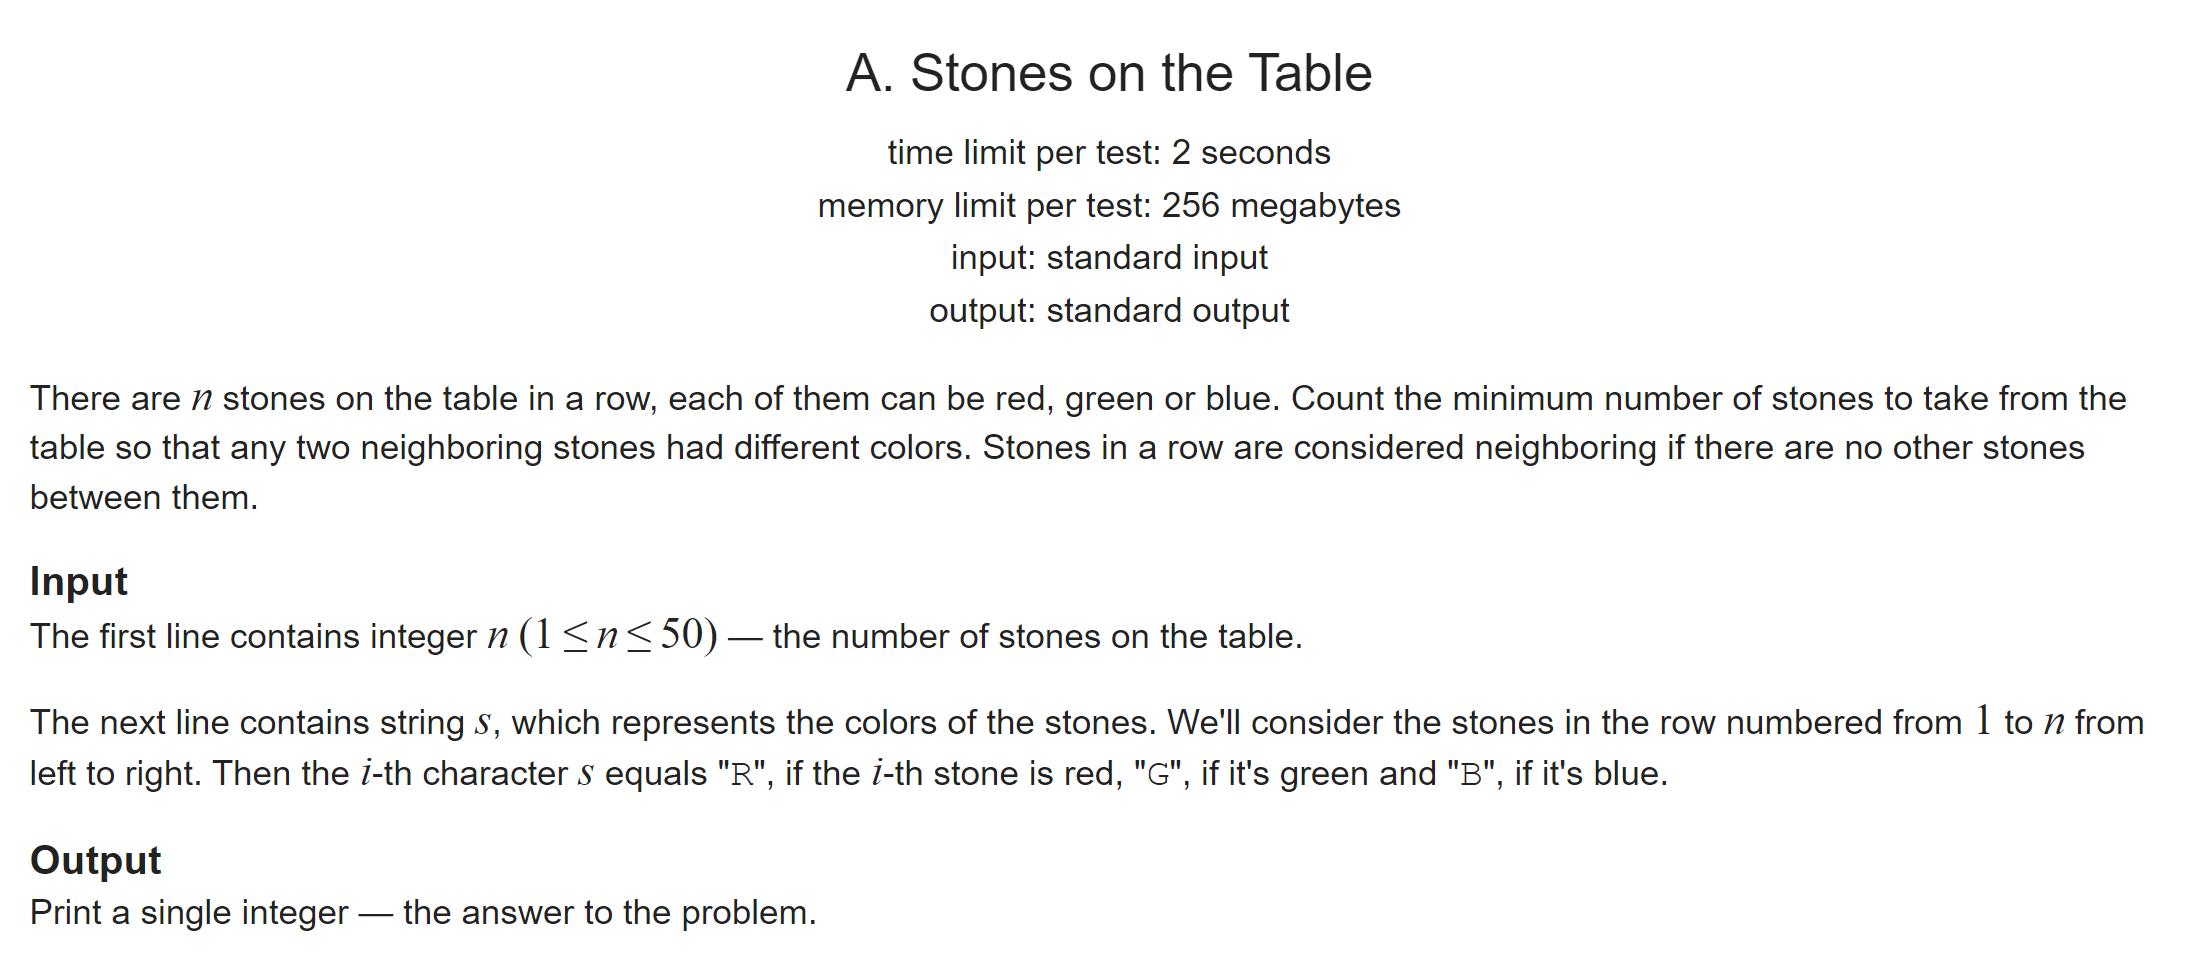 A. Stones on the Table
time limit per test: 2 seconds
memory limit per test: 256 megabytes
input: standard input
output: standard output
There are n stones on the table in a row, each of them can be red, green or blue. Count the minimum number of stones to take from the
table so that any two neighboring stones had different colors. Stones in a row are considered neighboring if there are no other stones
between them.
Input
The first line contains integer n (1 ≤ n ≤ 50) — the number of stones on the table.
The next line contains string s, which represents the colors of the stones. We'll consider the stones in the row numbered from 1 to n from
left to right. Then the i-th character s equals "R", if the i-th stone is red, "G", if it's green and "B", if it's blue.
Output
Print a single integer — the answer to the problem.